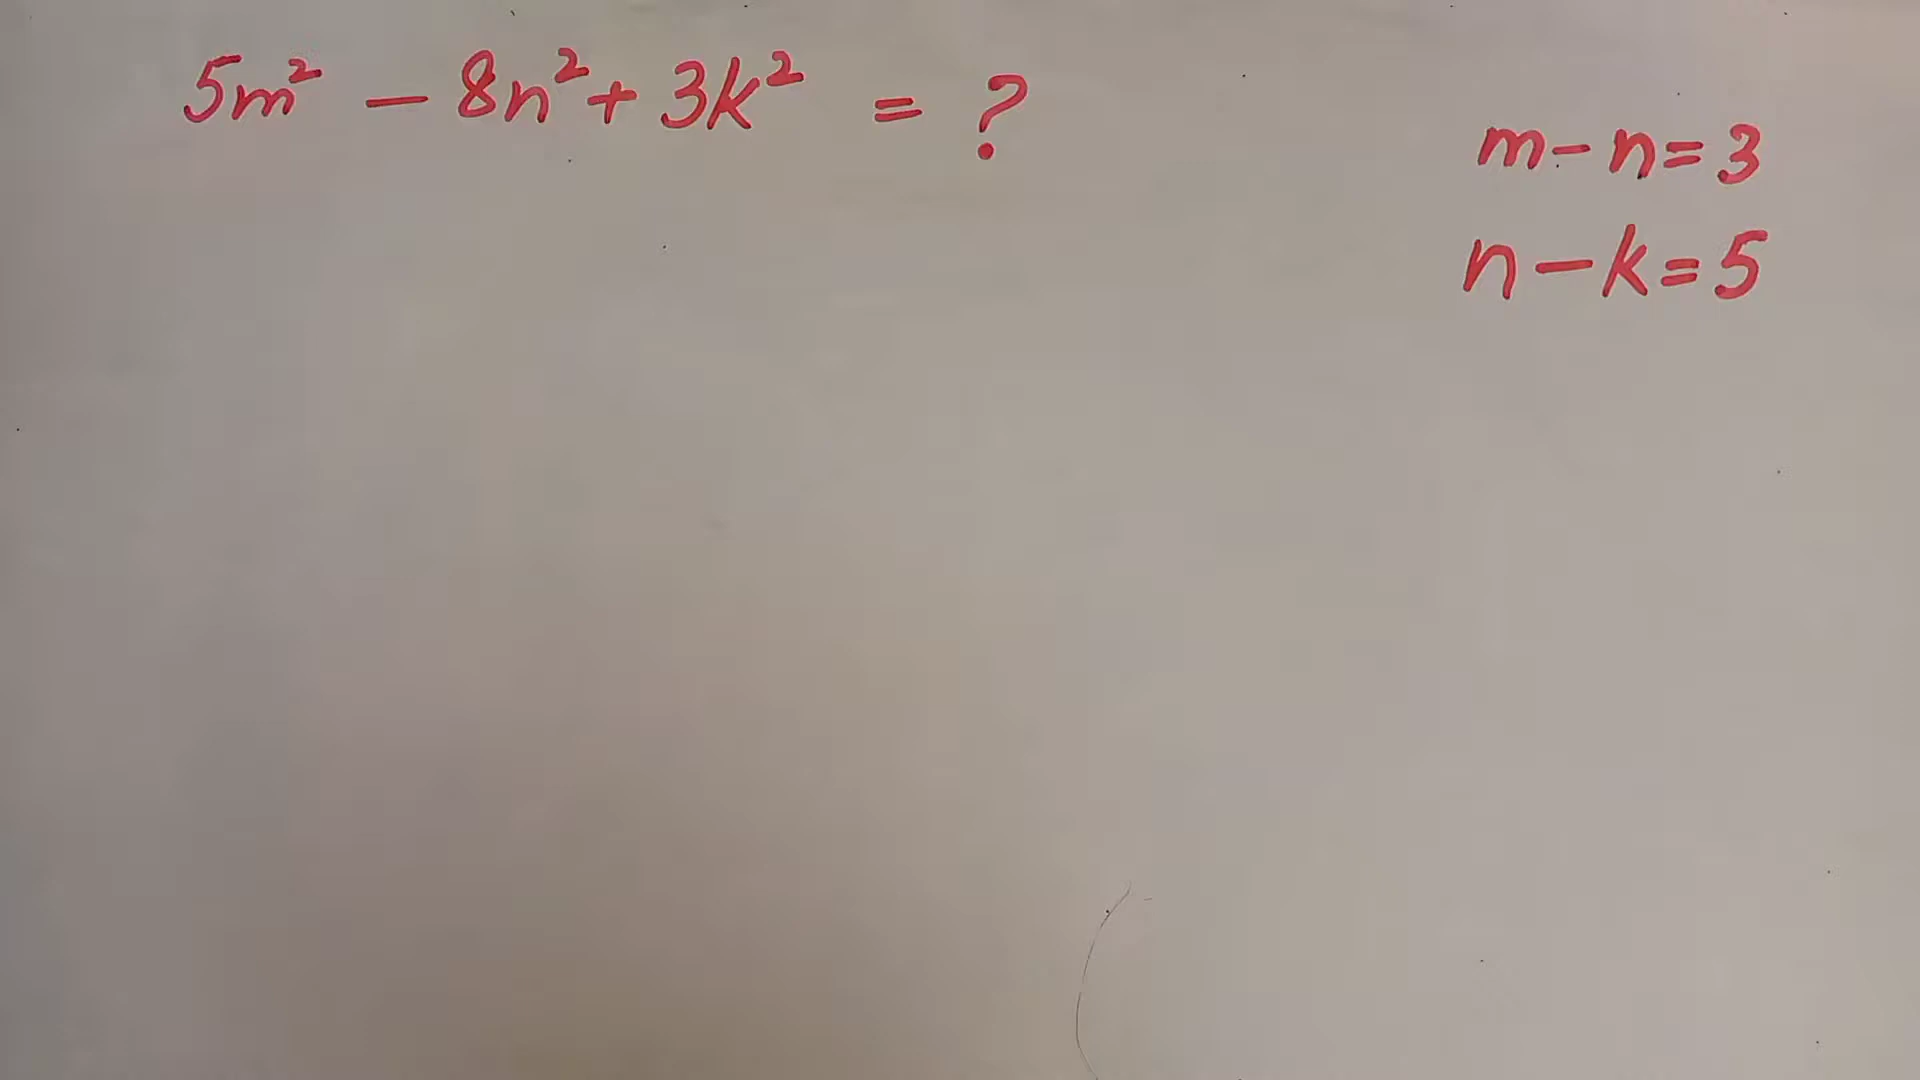 5m² – 8n² + 3k² = ?
m – n = 3
n – k = 5